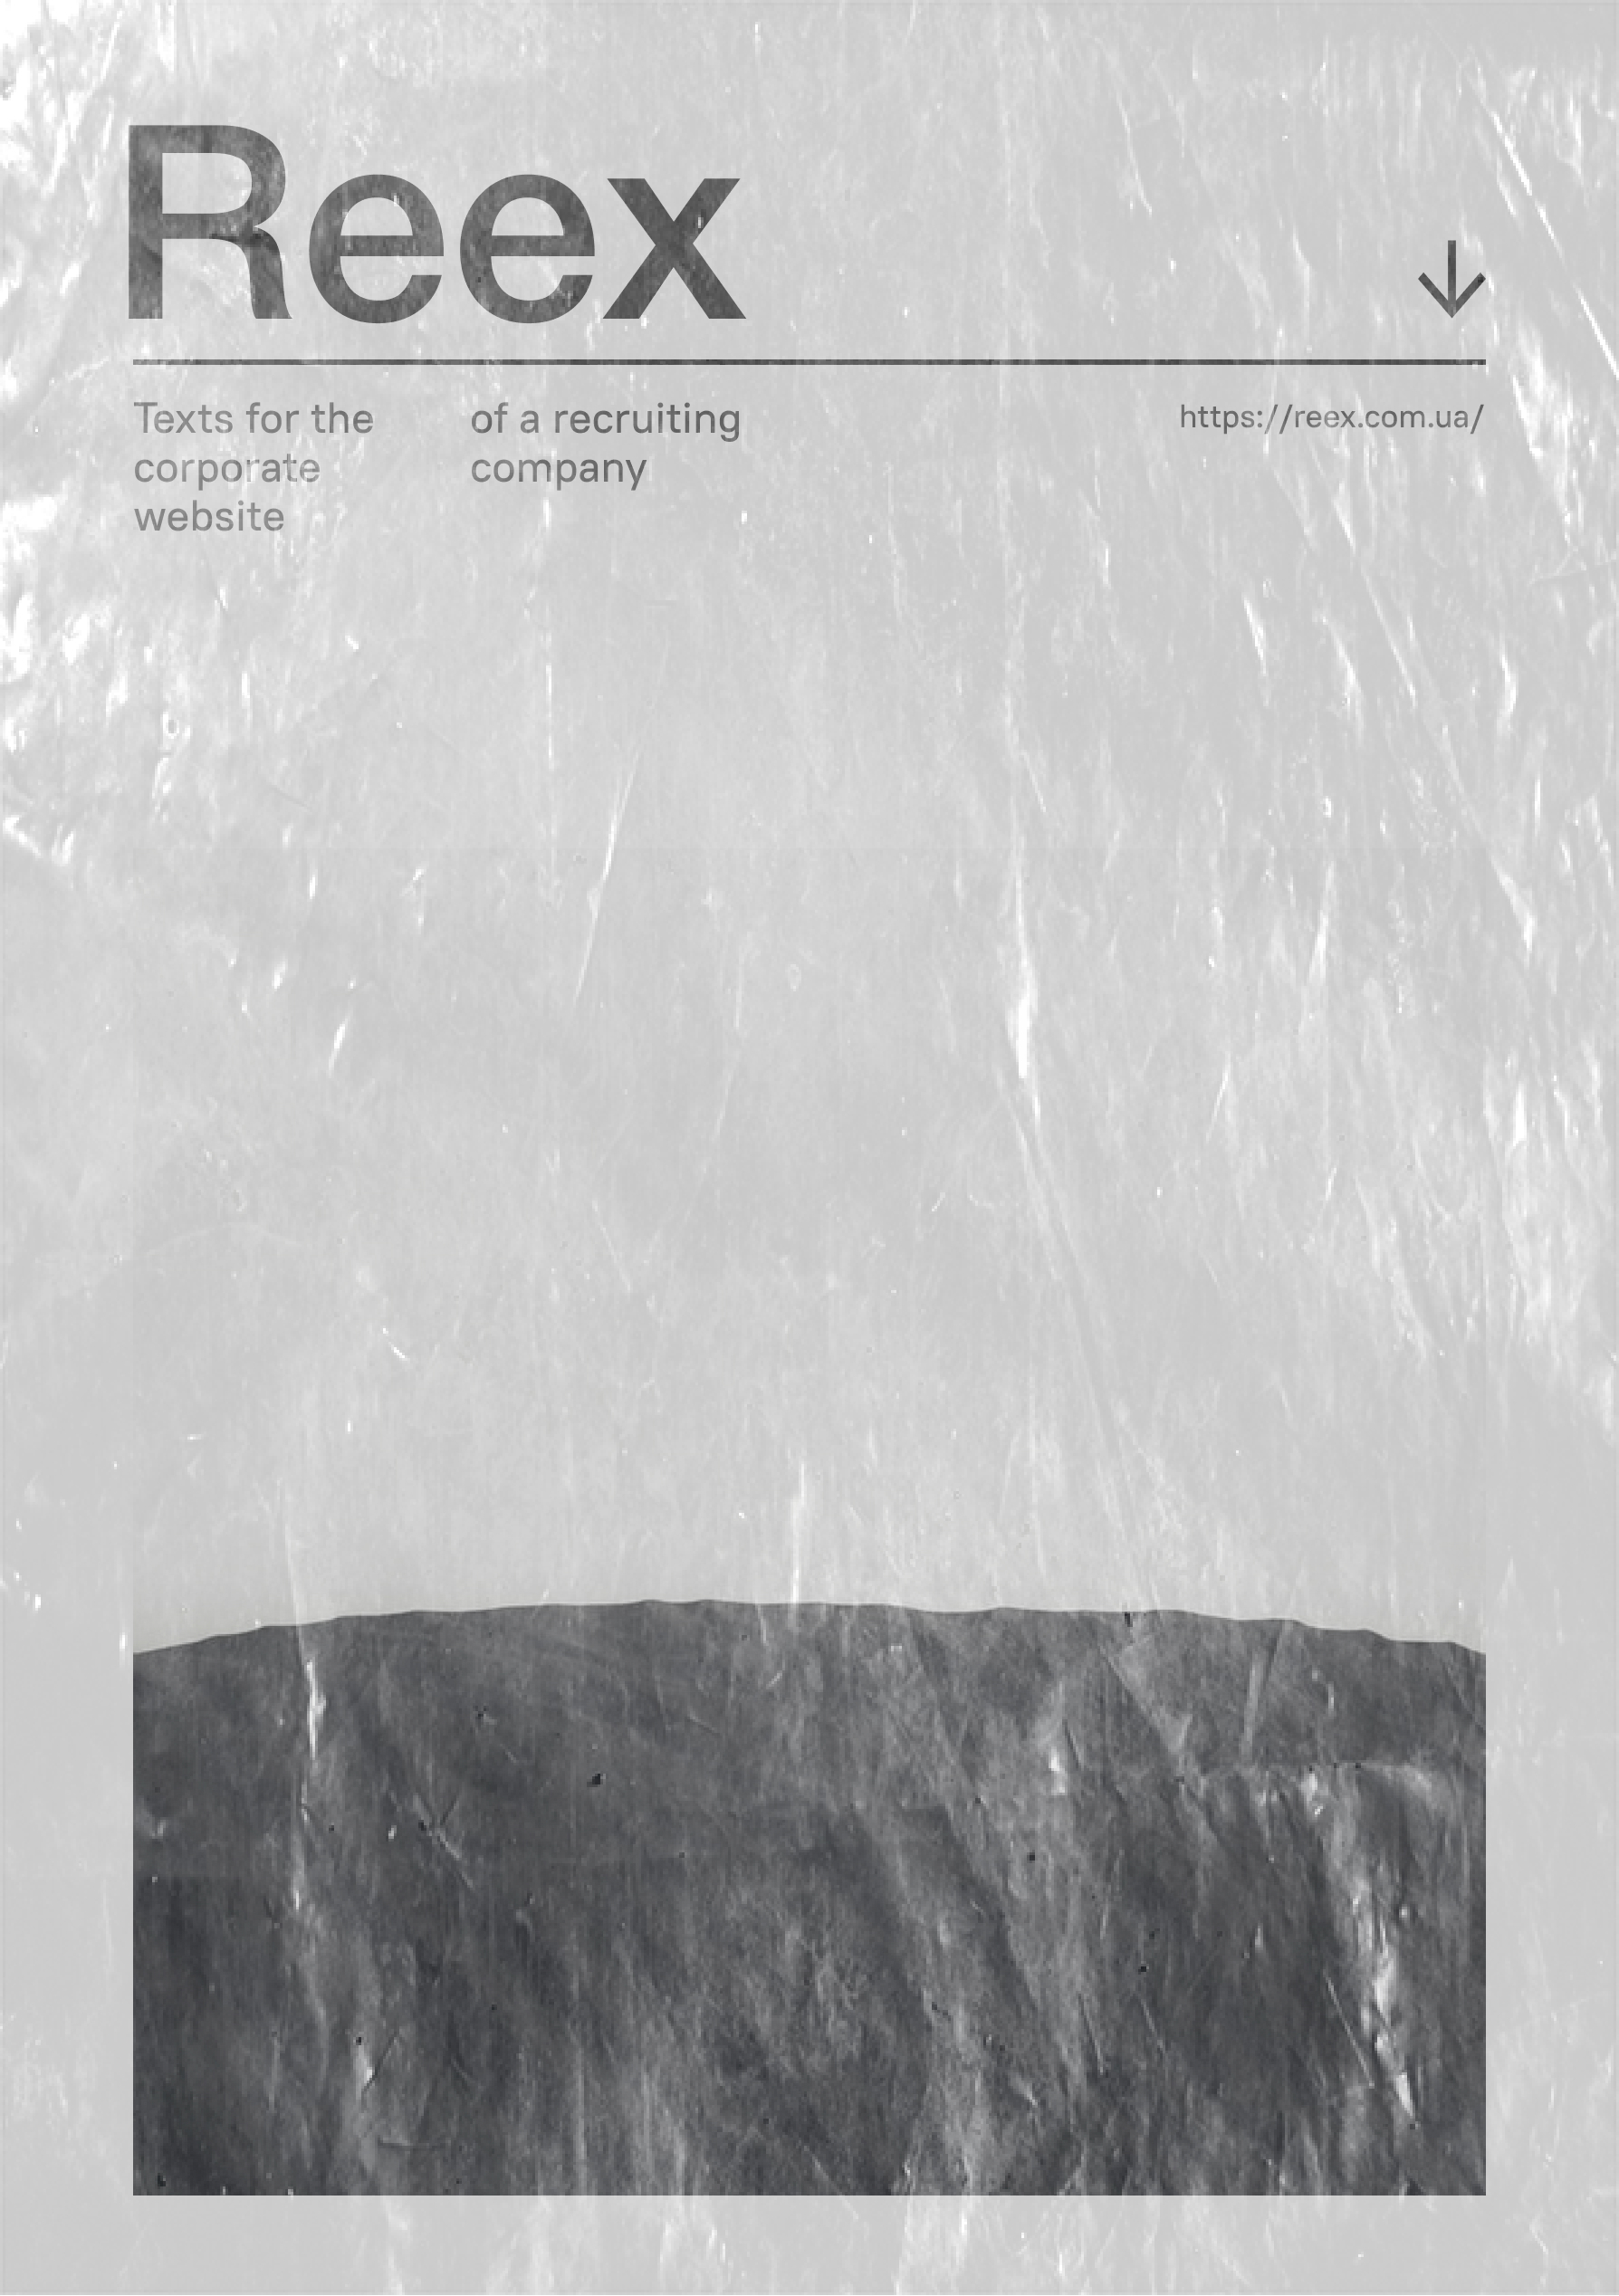 Reex
Texts for the
corporate
website
of a recruiting
company
https://reex.com.ua/